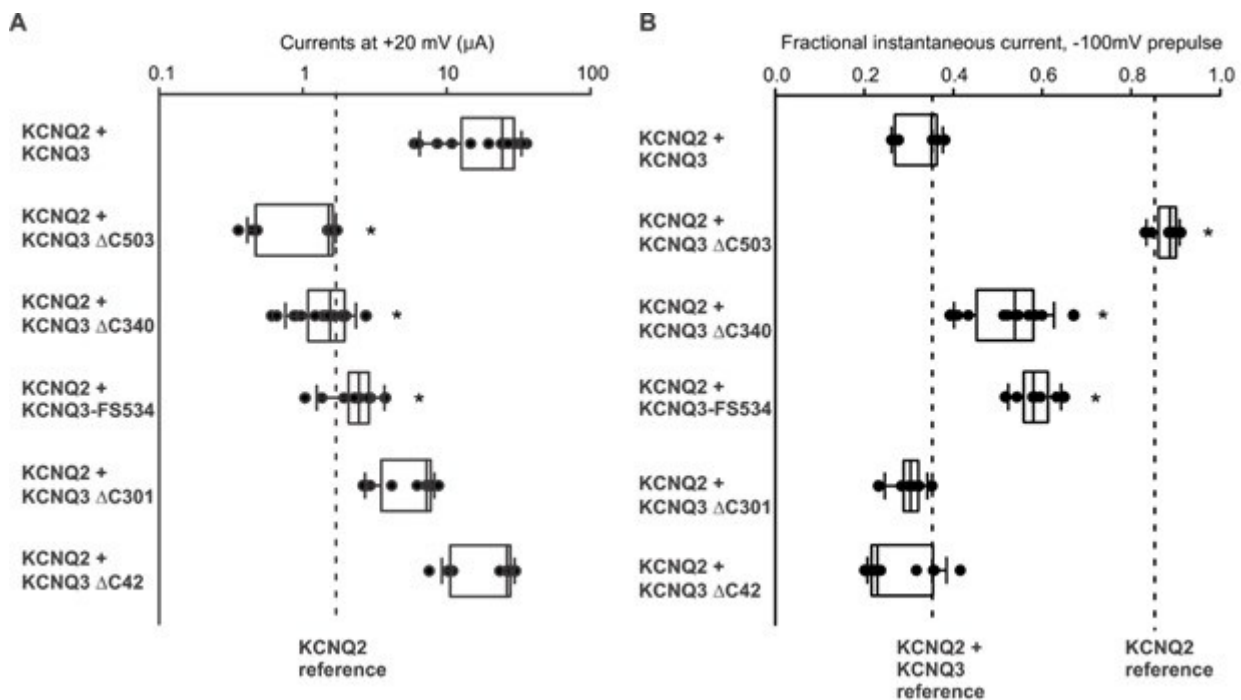 A
Currents at +20 mV (µA)
0.1 1 10 100
KCNQ2 +
KCNQ3
KCNQ2 +
KCNQ3 ΔC503
*
KCNQ2 +
KCNQ3 ΔC340
*
KCNQ2 +
KCNQ3-FS534
*
KCNQ2 +
KCNQ3 ΔC301
KCNQ2 +
KCNQ3 ΔC42
KCNQ2
reference
B
Fractional instantaneous current, -100mV prepulse
0.0 0.2 0.4 0.6 0.8 1.0
KCNQ2 +
KCNQ3
KCNQ2 +
KCNQ3 ΔC503
*
KCNQ2 +
KCNQ3 ΔC340
*
KCNQ2 +
KCNQ3-FS534
*
KCNQ2 +
KCNQ3 ΔC301
KCNQ2 +
KCNQ3 ΔC42
KCNQ2 +
KCNQ3
reference
KCNQ2
reference